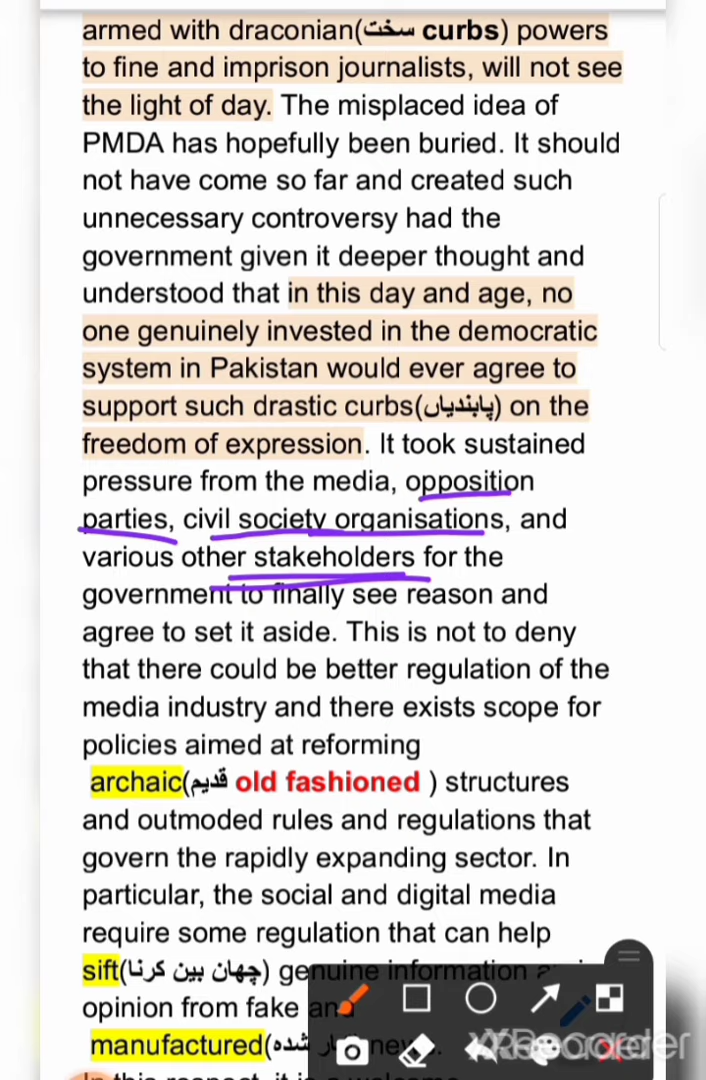 armed with draconian(سخت curbs) powers
to fine and imprison journalists, will not see
the light of day. The misplaced idea of
PMDA has hopefully been buried. It should
not have come so far and created such
unnecessary controversy had the
government given it deeper thought and
understood that in this day and age, no
one genuinely invested in the democratic
system in Pakistan would ever agree to
support such drastic curbs(پابندیاں) on the
freedom of expression. It took sustained
pressure from the media, opposition
parties, civil society organisations, and
various other stakeholders for the
government to finally see reason and
agree to set it aside. This is not to deny
that there could be better regulation of the
media industry and there exists scope for
policies aimed at reforming
archaic(قدیم old fashioned ) structures
and outmoded rules and regulations that
govern the rapidly expanding sector. In
particular, the social and digital media
require some regulation that can help
sift(چھان بین کرنا) genuine information
opinion from fake and
manufactured( شدہ
XRecorder